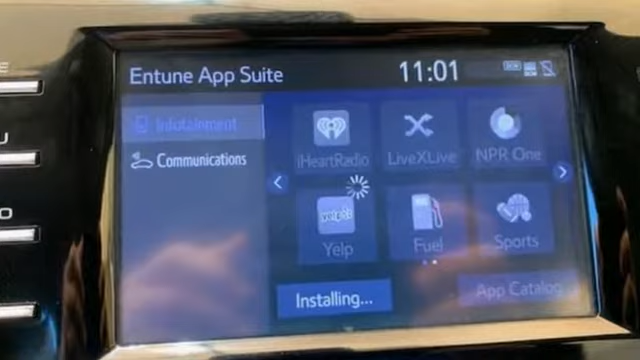 Entune App Suite
11:01
Infotainment
Communications
iHeartRadio
LiveXLive
NPR One
Yelp
Fuel
Sports
Installing...
App Catalog